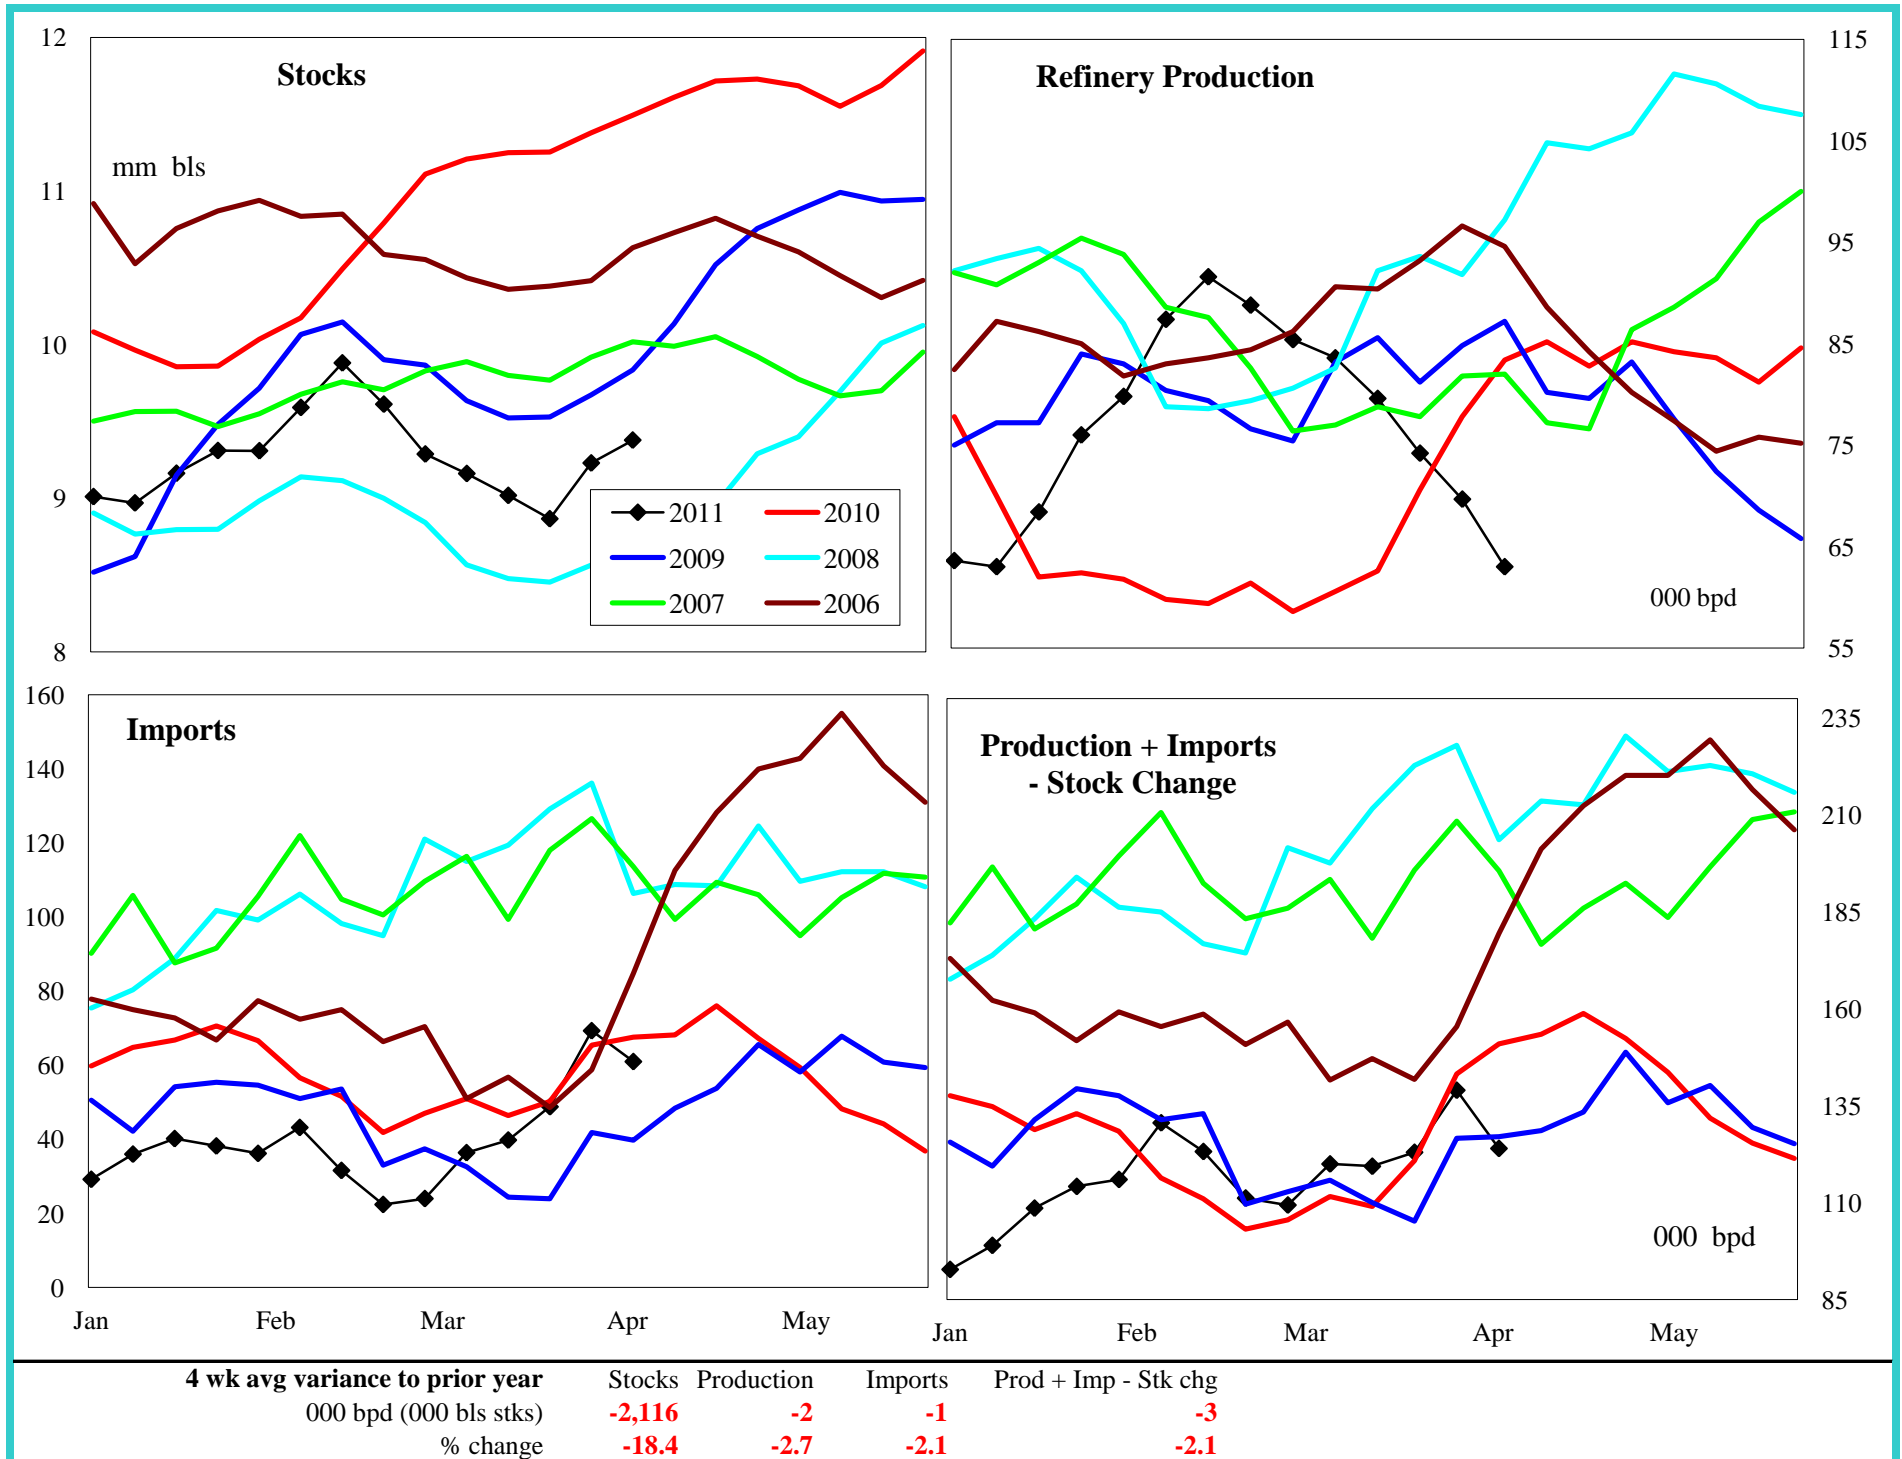 Stocks
mm bls
12
11
10
9
8
2011 2010
2009 2008
2007 2006
Refinery Production
115
105
95
85
75
65
55
000 bpd
Imports
160
140
120
100
80
60
40
20
0
Jan Feb Mar Apr May
Production + Imports
- Stock Change
235
210
185
160
135
110
85
000 bpd
Jan Feb Mar Apr May
4 wk avg variance to prior year Stocks Production Imports Prod + Imp - Stk chg
000 bpd (000 bls stks) -2,116 -2 -1 -3
% change -18.4 -2.7 -2.1 -2.1